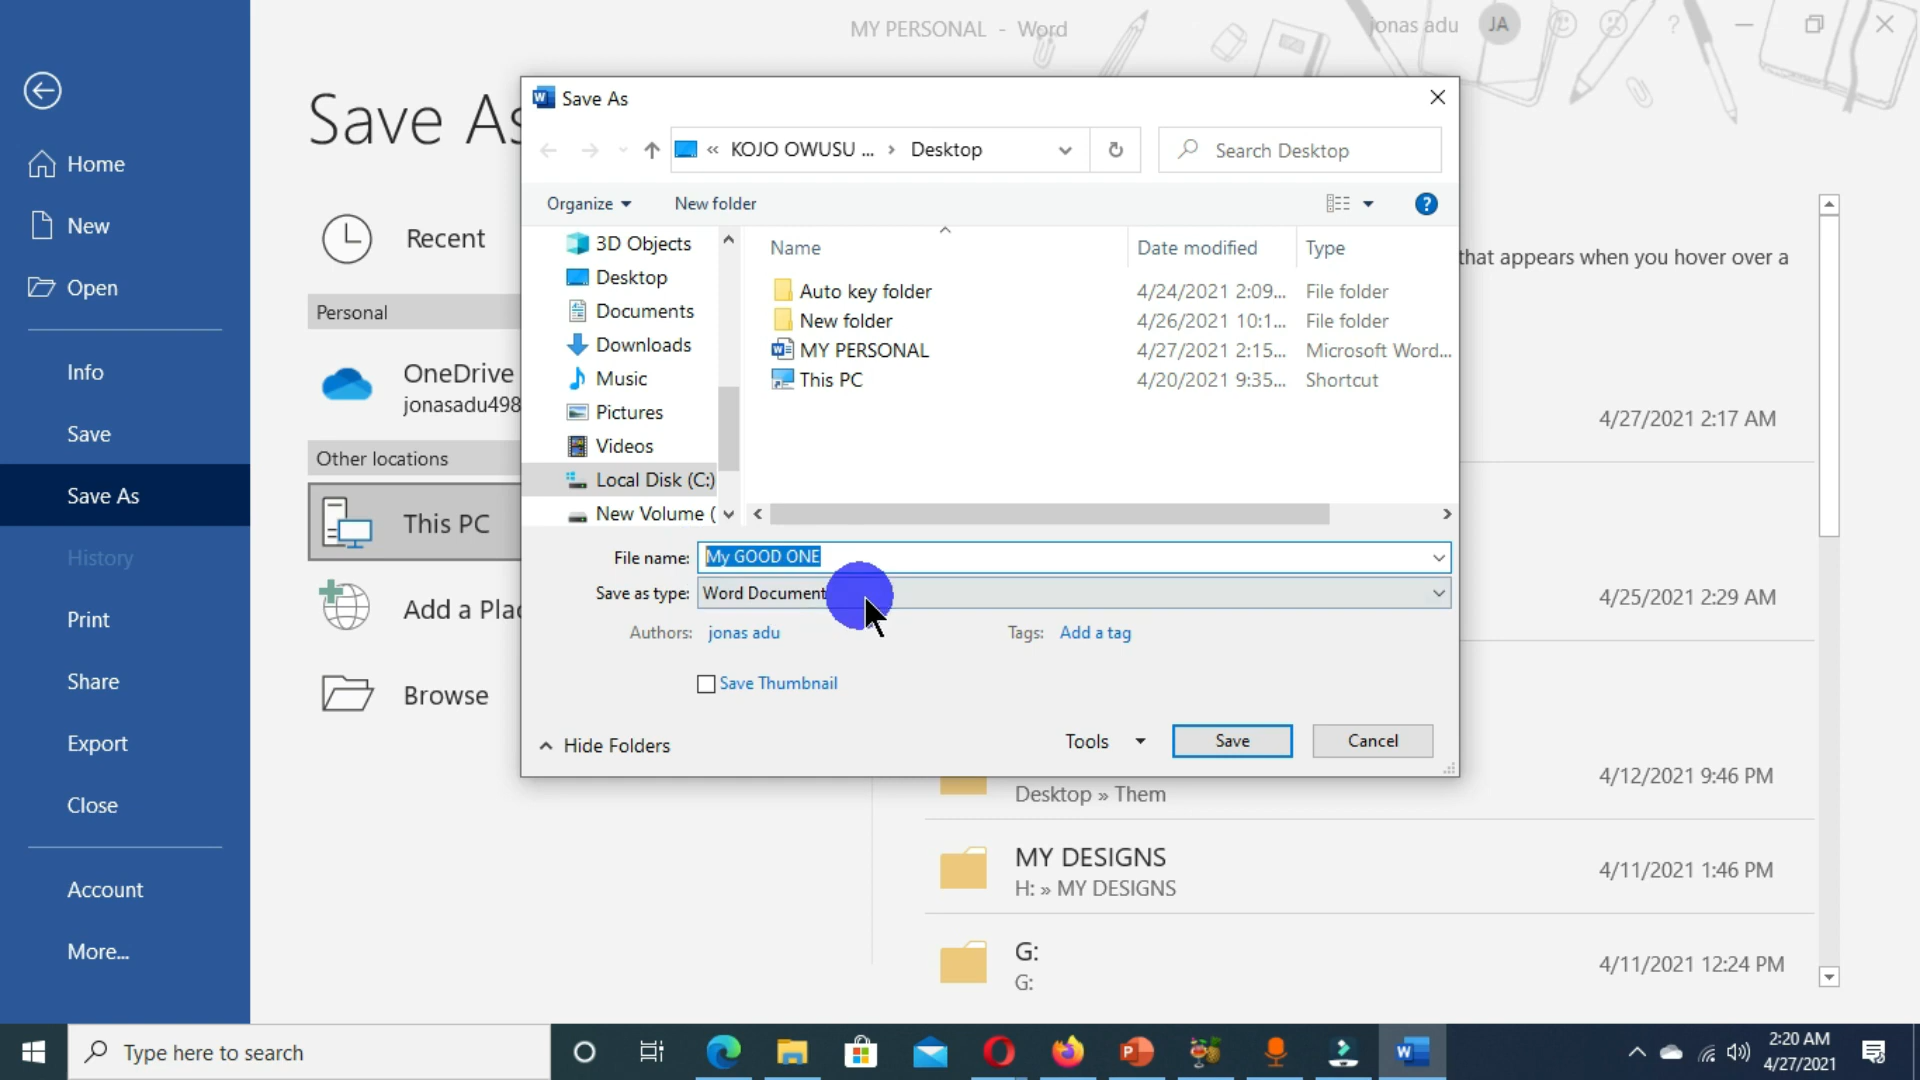 MY PERSONAL - Word
jonas adu JA
?
Save As
Home
New
Open
Info
Save
Save As
History
Print
Share
Export
Close
Account
More...
Save As
Recent
Personal
OneDrive
jonasadu498
Other locations
This PC
Add a Plac
Browse
« KOJO OWUSU ... › Desktop
Search Desktop
Organize
New folder
?
3D Objects
Desktop
Documents
Downloads
Music
Pictures
Videos
Local Disk (C:)
New Volume (
Name Date modified Type
Auto key folder 4/24/2021 2:09... File folder
New folder 4/26/2021 10:1... File folder
MY PERSONAL 4/27/2021 2:15... Microsoft Word...
This PC 4/20/2021 9:35... Shortcut
File name: My GOOD ONE
Save as type: Word Document
Authors: jonas adu Tags: Add a tag
Save Thumbnail
Hide Folders
Tools
Save
Cancel
that appears when you hover over a
4/27/2021 2:17 AM
4/25/2021 2:29 AM
Desktop » Them
4/12/2021 9:46 PM
MY DESIGNS
H: » MY DESIGNS
4/11/2021 1:46 PM
G:
G:
4/11/2021 12:24 PM
Type here to search
2:20 AM
4/27/2021